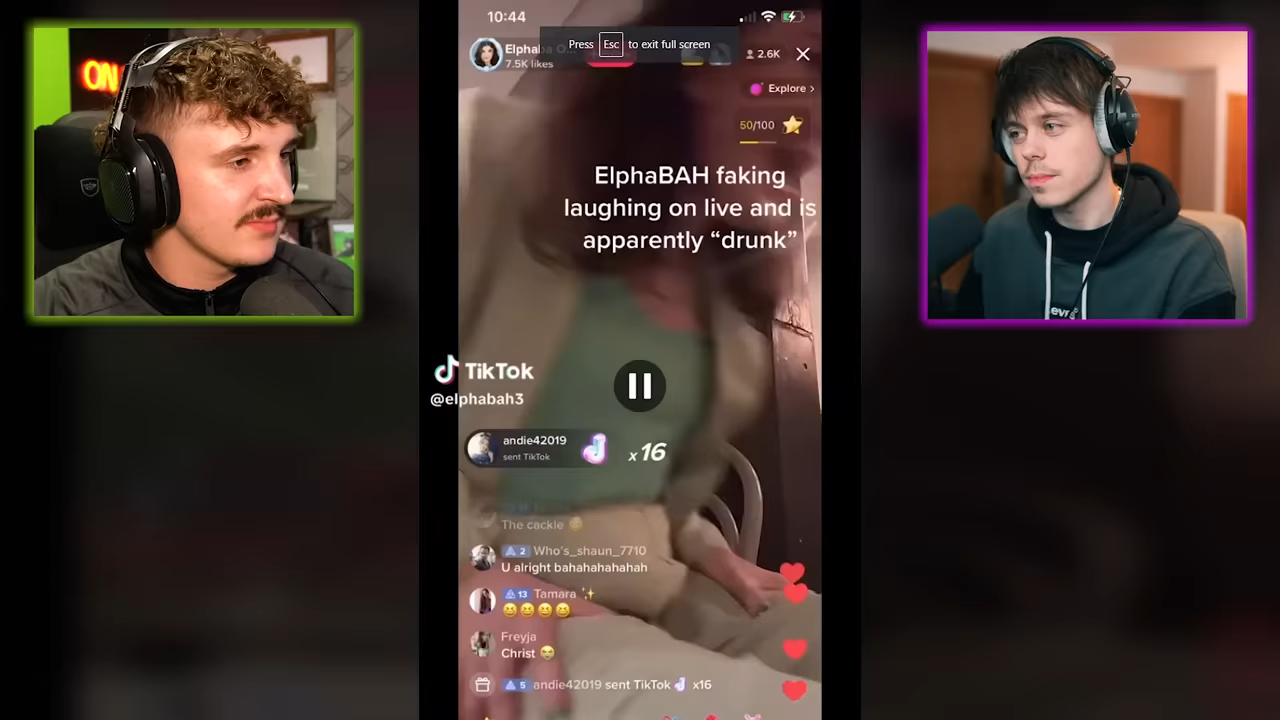 ON
10:44
Press Esc to exit full screen
Elphaba O
7.5K likes
2.6K
Explore >
50/100
ElphaBAH faking
laughing on live and is
apparently “drunk”
TikTok
@elphabah3
andie42019
sent TikTok
x 16
The cackle 😳
2 Who's_shaun_7710
U alright bahahahahahah
13 Tamara ✨
😆😆😆😆
Freyja
Christ 😭
5 andie42019 sent TikTok x16